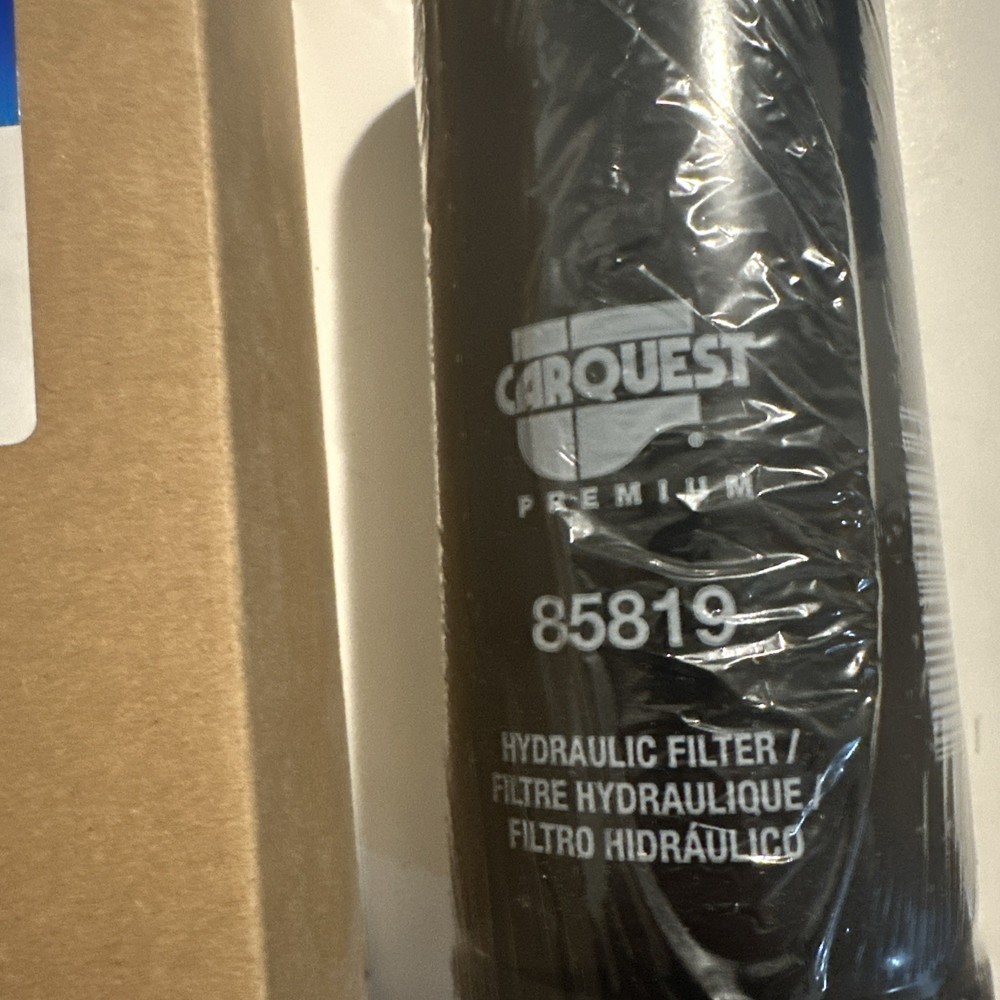 CARQUEST
PREMIUM
85819
HYDRAULIC FILTER /
FILTRE HYDRAULIQUE /
FILTRO HIDRÁULICO